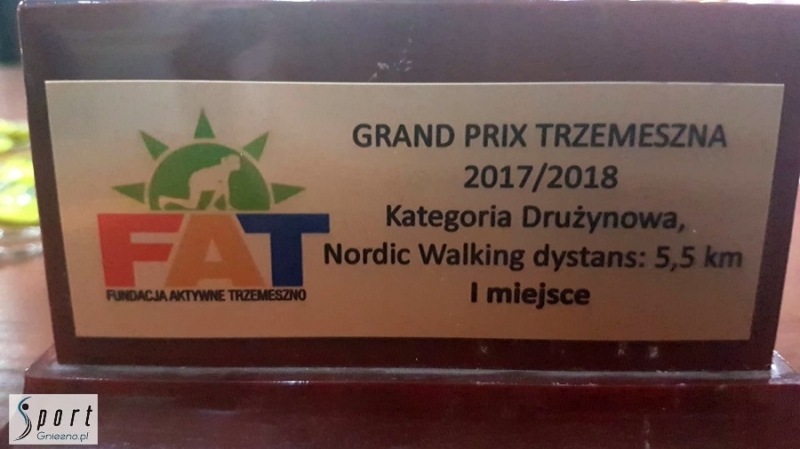 GRAND PRIX TRZEMESZNA
2017/2018
Kategoria Drużynowa,
Nordic Walking dystans: 5,5 km
I miejsce
FAT
FUNDACJA AKTYWNE TRZEMESZNO
Sport
Gniezno.pl